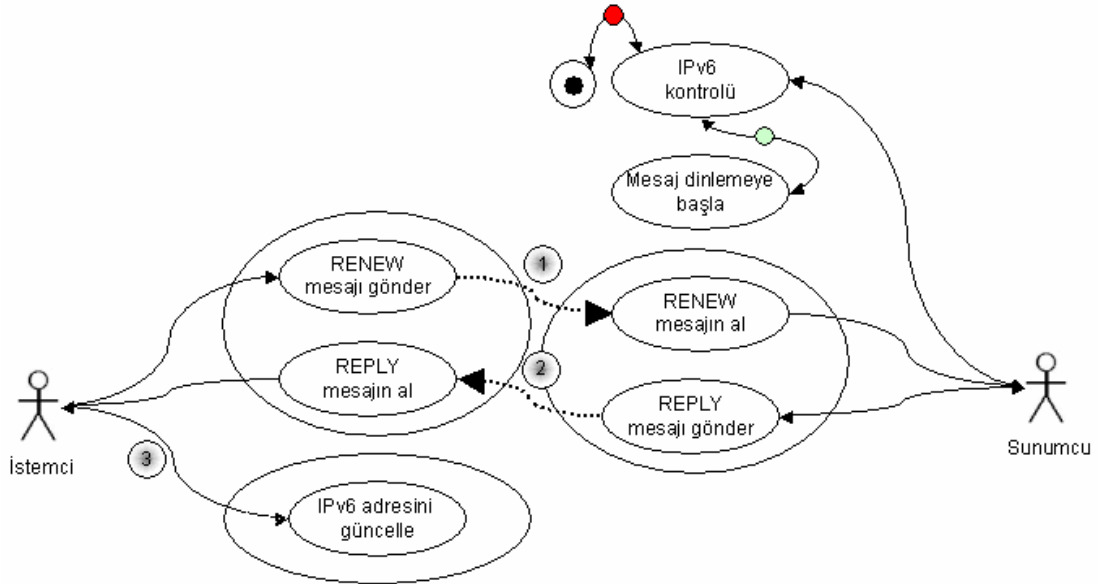 IPv6
kontrolü
Mesaj dinlemeye
başla
RENEW
mesajı gönder
1
RENEW
mesajın al
REPLY
mesajın al
2
REPLY
mesajı gönder
İstemci
3
Sunumcu
IPv6 adresini
güncelle